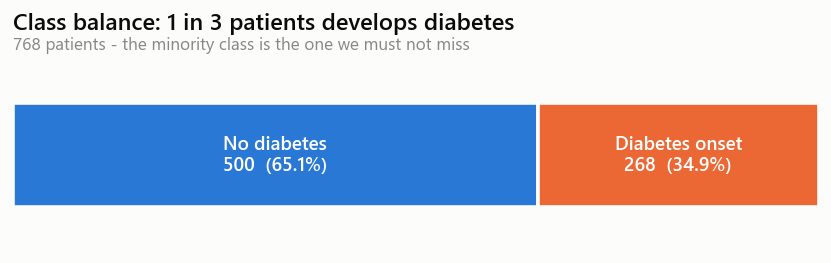 Class balance: 1 in 3 patients develops diabetes
768 patients - the minority class is the one we must not miss
No diabetes
500 (65.1%)
Diabetes onset
268 (34.9%)